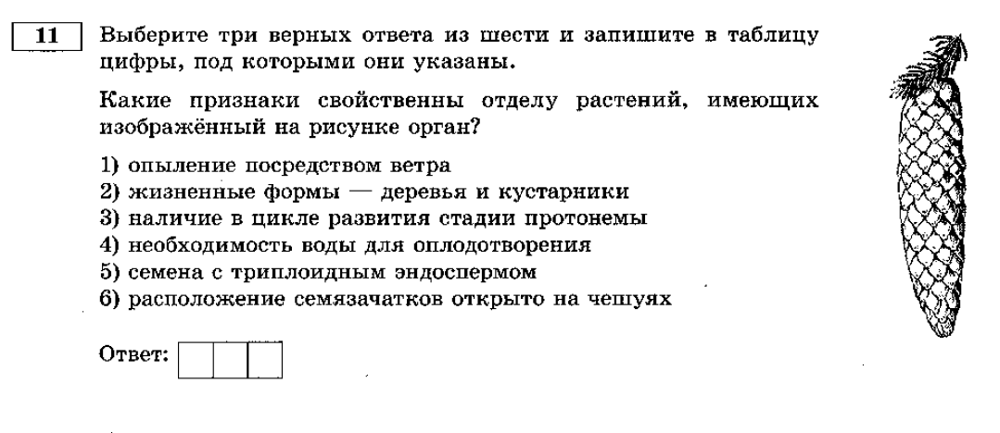 11
Выберите три верных ответа из шести и запишите в таблицу
цифры, под которыми они указаны.
Какие признаки свойственны отделу растений, имеющих
изображённый на рисунке орган?
1) опыление посредством ветра
2) жизненные формы — деревья и кустарники
3) наличие в цикле развития стадии протонемы
4) необходимость воды для оплодотворения
5) семена с триплоидным эндоспермом
6) расположение семязачатков открыто на чешуях
Ответ: